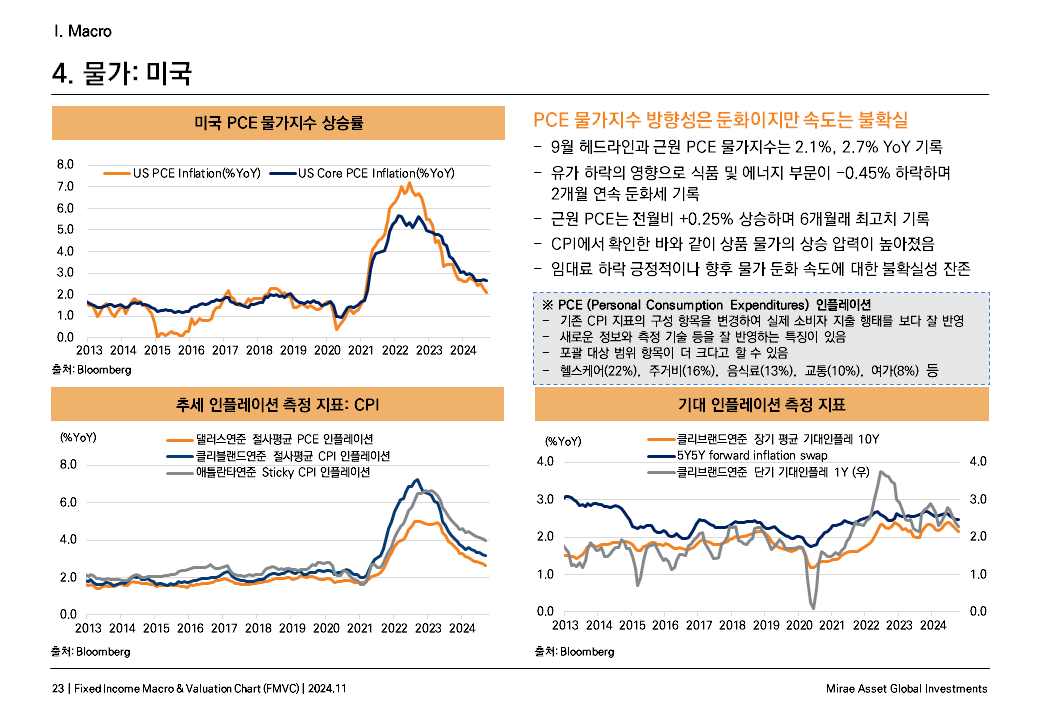 I. Macro
4. 물가: 미국
미국 PCE 물가지수 상승률
8.0
7.0
6.0
5.0
4.0
3.0
2.0
1.0
0.0
US PCE Inflation(%YoY)
US Core PCE Inflation(%YoY)
2013 2014 2015 2016 2017 2018 2019 2020 2021 2022 2023 2024
출처: Bloomberg
PCE 물가지수 방향성은 둔화이지만 속도는 불확실
- 9월 헤드라인과 근원 PCE 물가지수는 2.1%, 2.7% YoY 기록
- 유가 하락의 영향으로 식품 및 에너지 부문이 -0.45% 하락하며
2개월 연속 둔화세 기록
- 근원 PCE는 전월비 +0.25% 상승하며 6개월래 최고치 기록
- CPI에서 확인한 바와 같이 상품 물가의 상승 압력이 높아졌음
- 임대료 하락 긍정적이나 향후 물가 둔화 속도에 대한 불확실성 잔존
※ PCE (Personal Consumption Expenditures) 인플레이션
- 기존 CPI 지표의 구성 항목을 변경하여 실제 소비자 지출 행태를 보다 잘 반영
- 새로운 정보와 측정 기술 등을 잘 반영하는 특징이 있음
- 포괄 대상 범위 항목이 더 크다고 할 수 있음
- 헬스케어(22%), 주거비(16%), 음식료(13%), 교통(10%), 여가(8%) 등
추세 인플레이션 측정 지표: CPI
(%YoY)
댈러스연준 절사평균 PCE 인플레이션
클리블랜드연준 절사평균 CPI 인플레이션
애틀란타연준 Sticky CPI 인플레이션
8.0
6.0
4.0
2.0
0.0
2013 2014 2015 2016 2017 2018 2019 2020 2021 2022 2023 2024
출처: Bloomberg
기대 인플레이션 측정 지표
(%YoY)
클리브랜드연준 장기 평균 기대인플레 10Y
5Y5Y forward inflation swap
클리브랜드연준 단기 기대인플레 1Y (우)
4.0
3.0
2.0
1.0
0.0
4.0
3.0
2.0
1.0
0.0
2013 2014 2015 2016 2017 2018 2019 2020 2021 2022 2023 2024
출처: Bloomberg
23 | Fixed Income Macro & Valuation Chart (FMVC) | 2024.11
Mirae Asset Global Investments